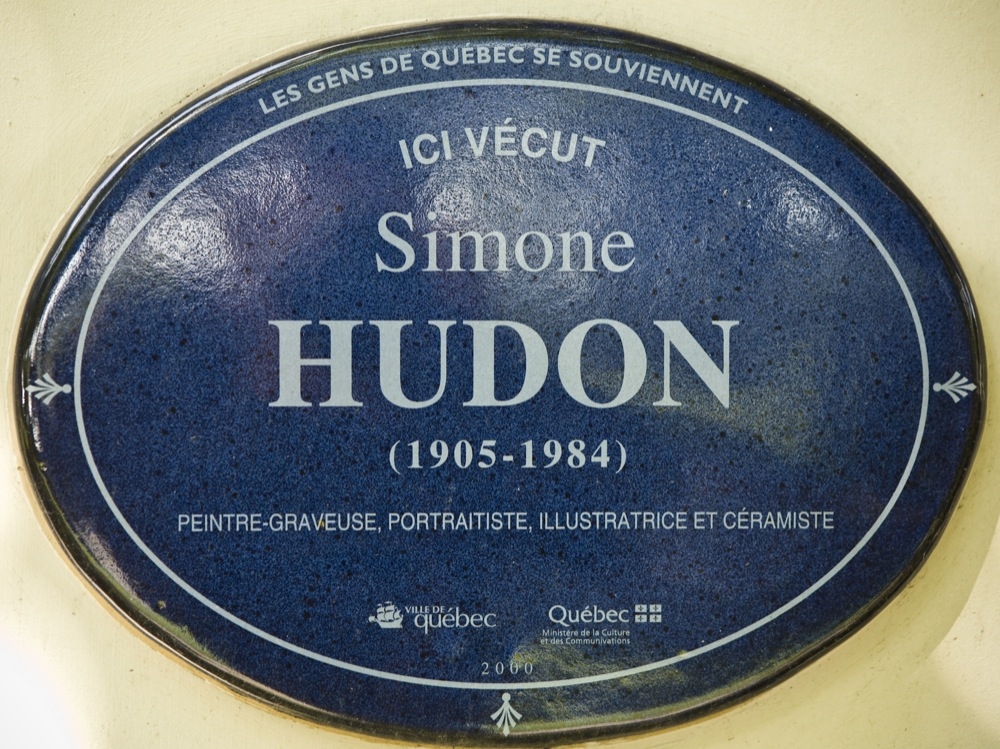 LES GENS DE QUÉBEC SE SOUVIENNENT
ICI VÉCUT
Simone
HUDON
(1905-1984)
PEINTRE-GRAVEUSE, PORTRAITISTE, ILLUSTRATRICE ET CÉRAMISTE
VILLE DE
québec
Québec
Ministère de la Culture
et des Communications
2000